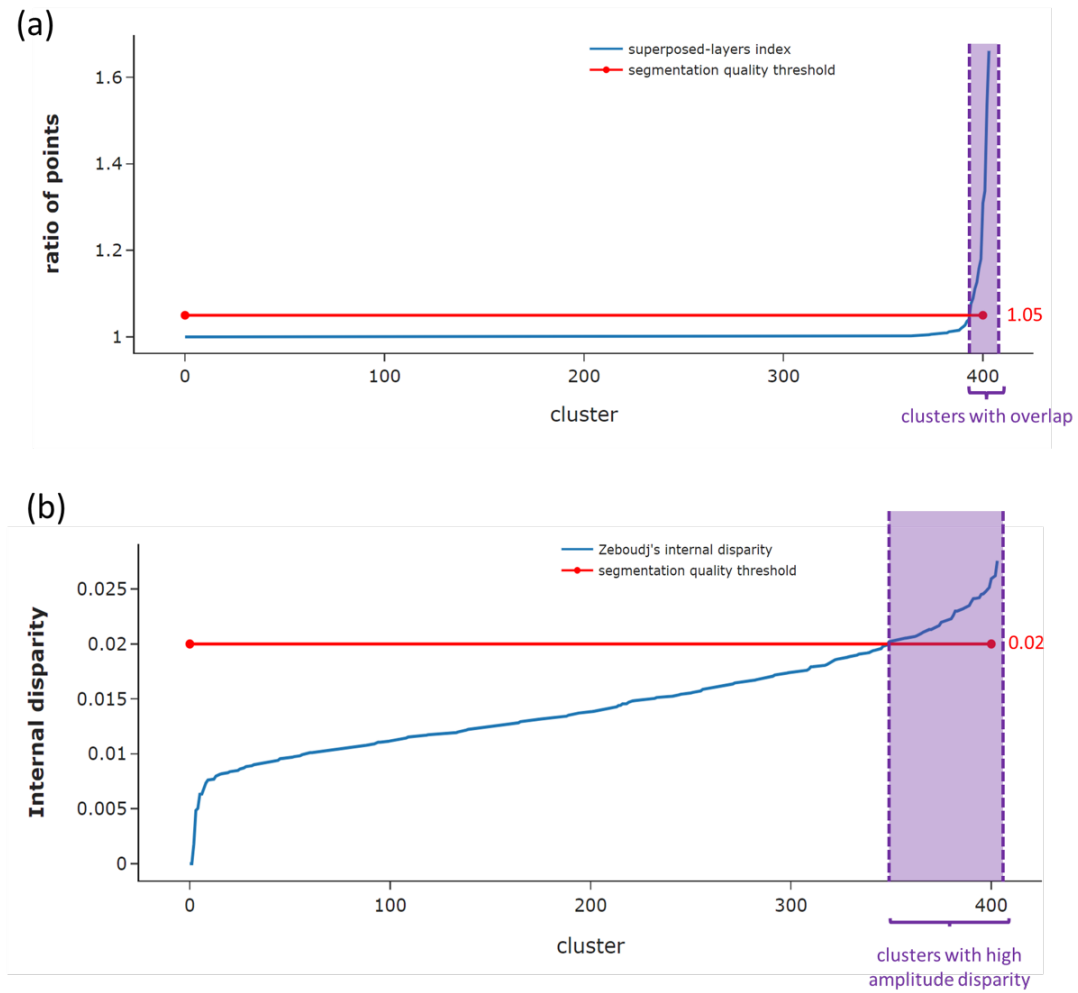 (a)
superposed-layers index
segmentation quality threshold
ratio of points
1.6
1.4
1.2
1
1.05
0
100
200
300
400
cluster
clusters with overlap
(b)
Zeboudj's internal disparity
segmentation quality threshold
Internal disparity
0.025
0.02
0.015
0.01
0.005
0
0.02
0
100
200
300
400
cluster
clusters with high
amplitude disparity